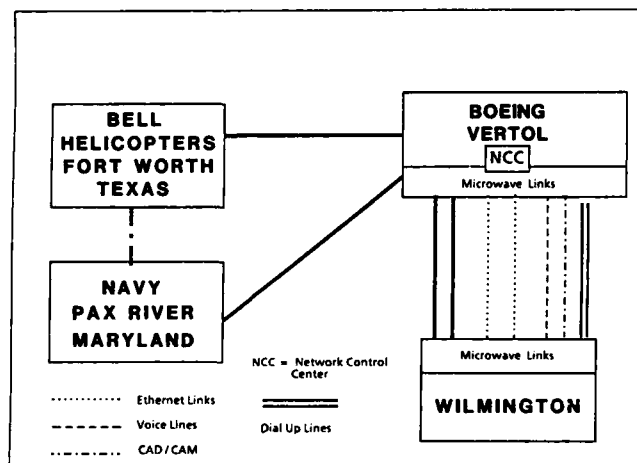 BELL
HELICOPTERS
FORT WORTH
TEXAS
BOEING
VERTOL
NCC
Microwave Links
NAVY
PAX RIVER
MARYLAND
NCC = Network Control
Center
Microwave Links
WILMINGTON
Ethernet Links
Voice Lines
CAD/CAM
Dial Up Lines